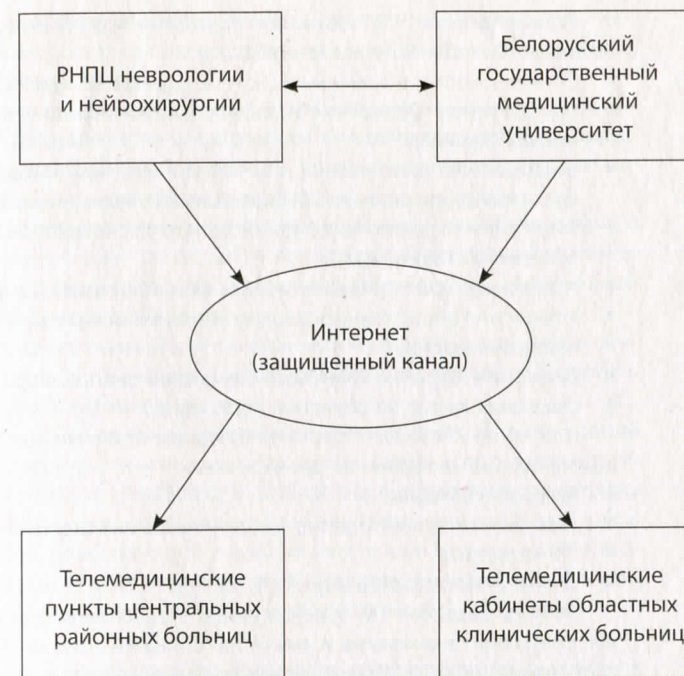 РНПЦ неврологии
и нейрохирургии
Белорусский
государственный
медицинский
университет
Интернет
(защищенный канал)
Телемедицинские
пункты центральных
районных больниц
Телемедицинские
кабинеты областных
клинических больниц